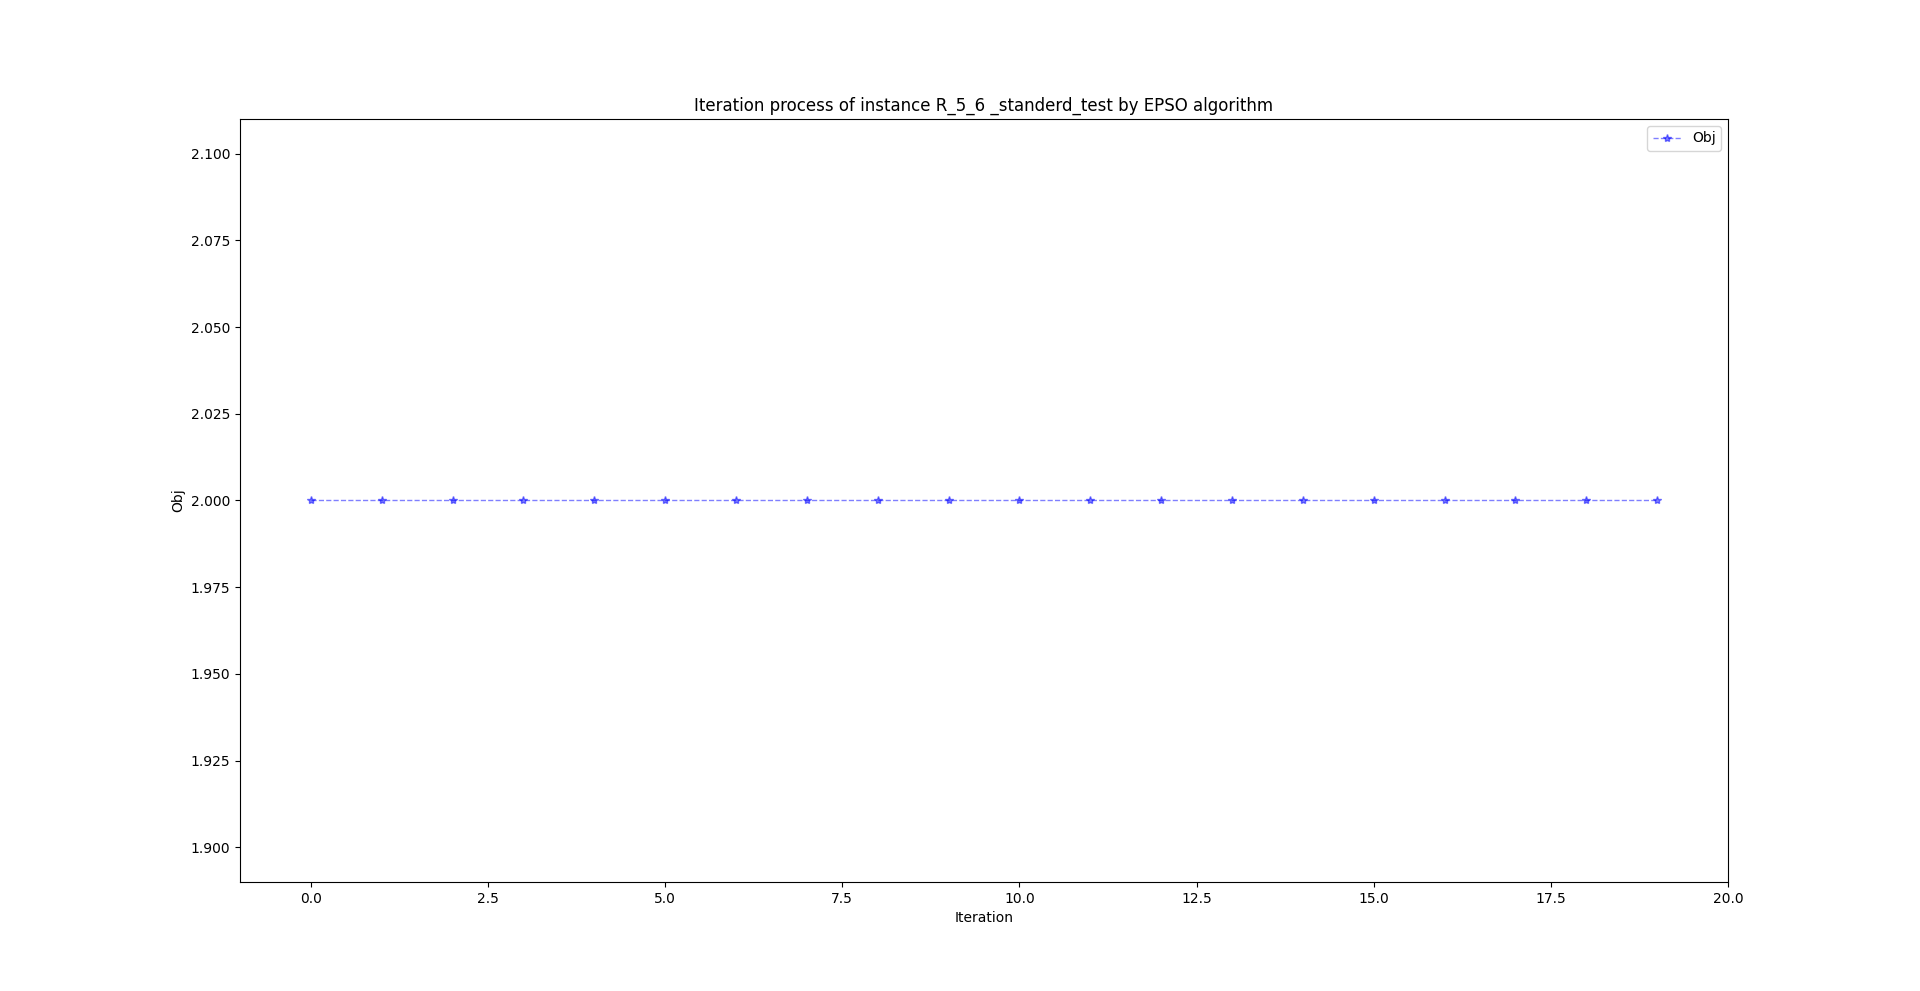 Iteration process of instance R_5_6 _standerd_test by EPSO algorithm
Obj
2.100
2.075
2.050
2.025
2.000
1.975
1.950
1.925
1.900
Obj
0.0 2.5 5.0 7.5 10.0 12.5 15.0 17.5 20.0
Iteration